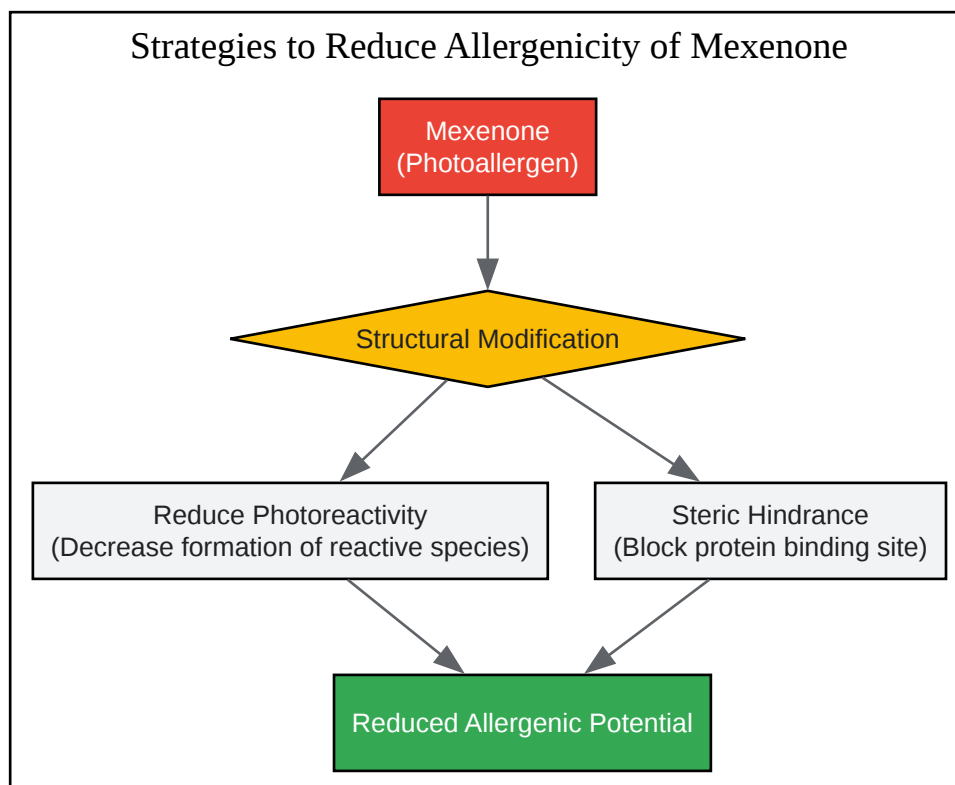 Strategies to Reduce Allergenicity of Mexenone
Mexenone
(Photoallergen)
Structural Modification
Reduce Photoreactivity
(Decrease formation of reactive species)
Steric Hindrance
(Block protein binding site)
Reduced Allergenic Potential